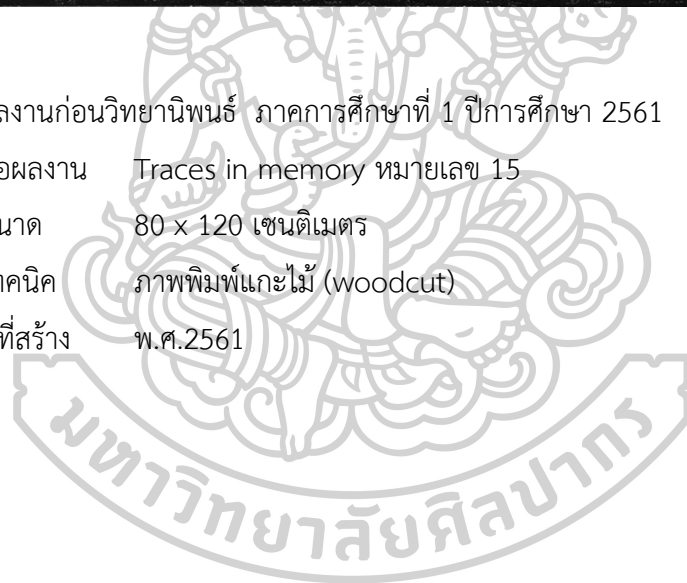 ลงานก่อนวิทยานิพนธ์ ภาคการศึกษาที่ 1 ปีการศึกษา 2561
อผลงาน Traces in memory หมายเลข 15
นาด 80 x 120 เซนติเมตร
ทคนิค ภาพพิมพ์แกะไม้ (woodcut)
ที่สร้าง พ.ศ.2561
มหาวิทยาลัยศิลปากร